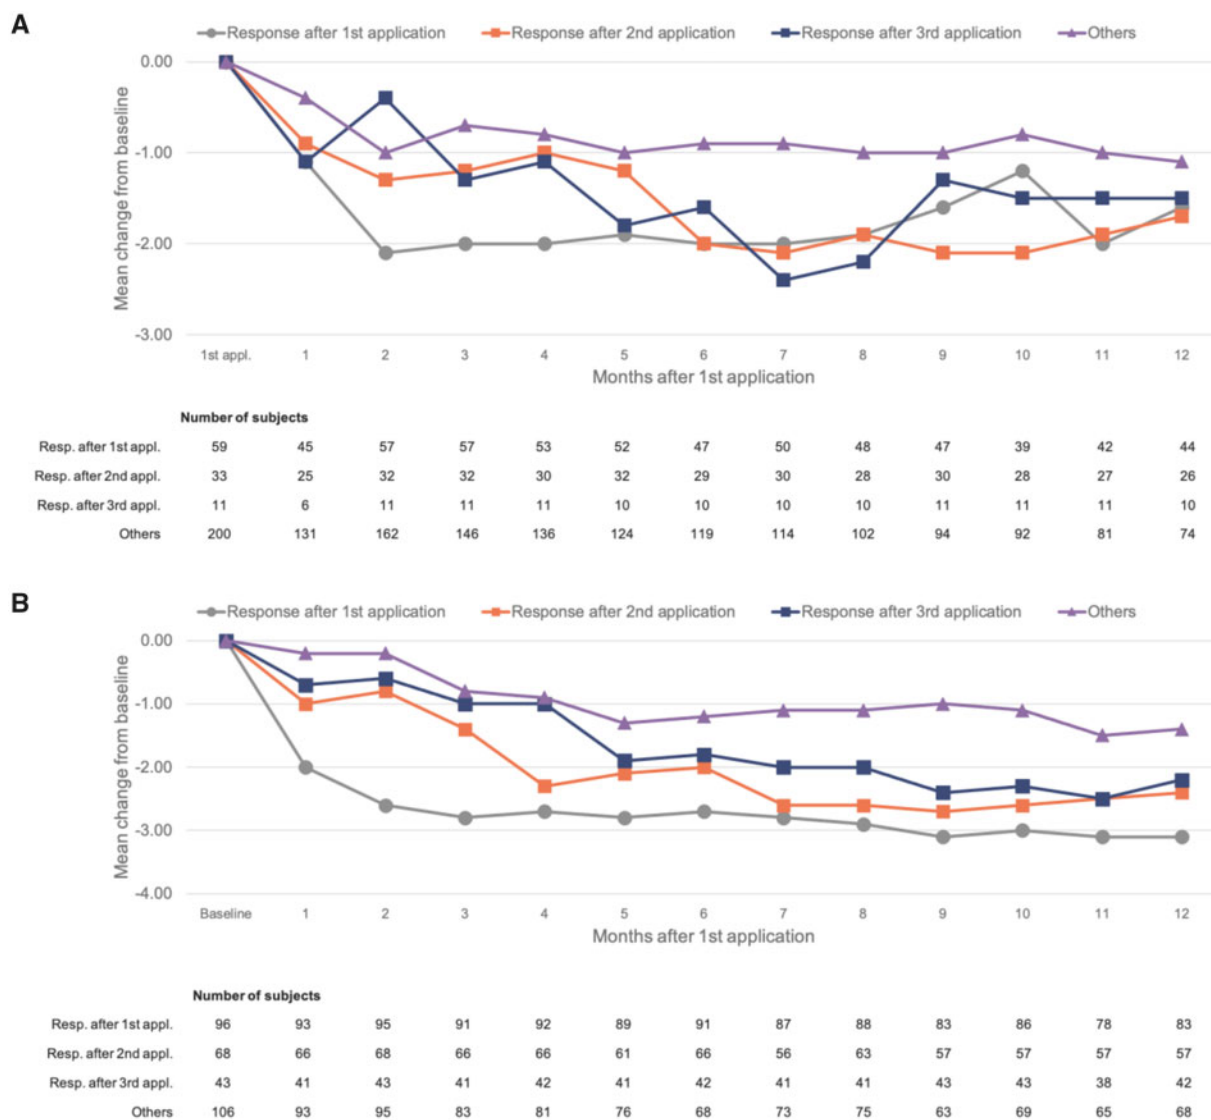 A
Response after 1st application Response after 2nd application Response after 3rd application Others
0.00
-1.00
-2.00
-3.00
Mean change from baseline
1st appl. 1 2 3 4 5 6 7 8 9 10 11 12
Months after 1st application
Number of subjects
Resp. after 1st appl. 59 45 57 57 53 52 47 50 48 47 39 42 44
Resp. after 2nd appl. 33 25 32 32 30 32 29 30 28 30 28 27 26
Resp. after 3rd appl. 11 6 11 11 11 10 10 10 10 11 11 11 10
Others 200 131 162 146 136 124 119 114 102 94 92 81 74
B
Response after 1st application Response after 2nd application Response after 3rd application Others
0.00
-1.00
-2.00
-3.00
-4.00
Mean change from baseline
Baseline 1 2 3 4 5 6 7 8 9 10 11 12
Months after 1st application
Number of subjects
Resp. after 1st appl. 96 93 95 91 92 89 91 87 88 83 86 78 83
Resp. after 2nd appl. 68 66 68 66 66 61 66 56 63 57 57 57 57
Resp. after 3rd appl. 43 41 43 41 42 41 42 41 41 43 43 38 42
Others 106 93 95 83 81 76 68 73 75 63 69 65 68